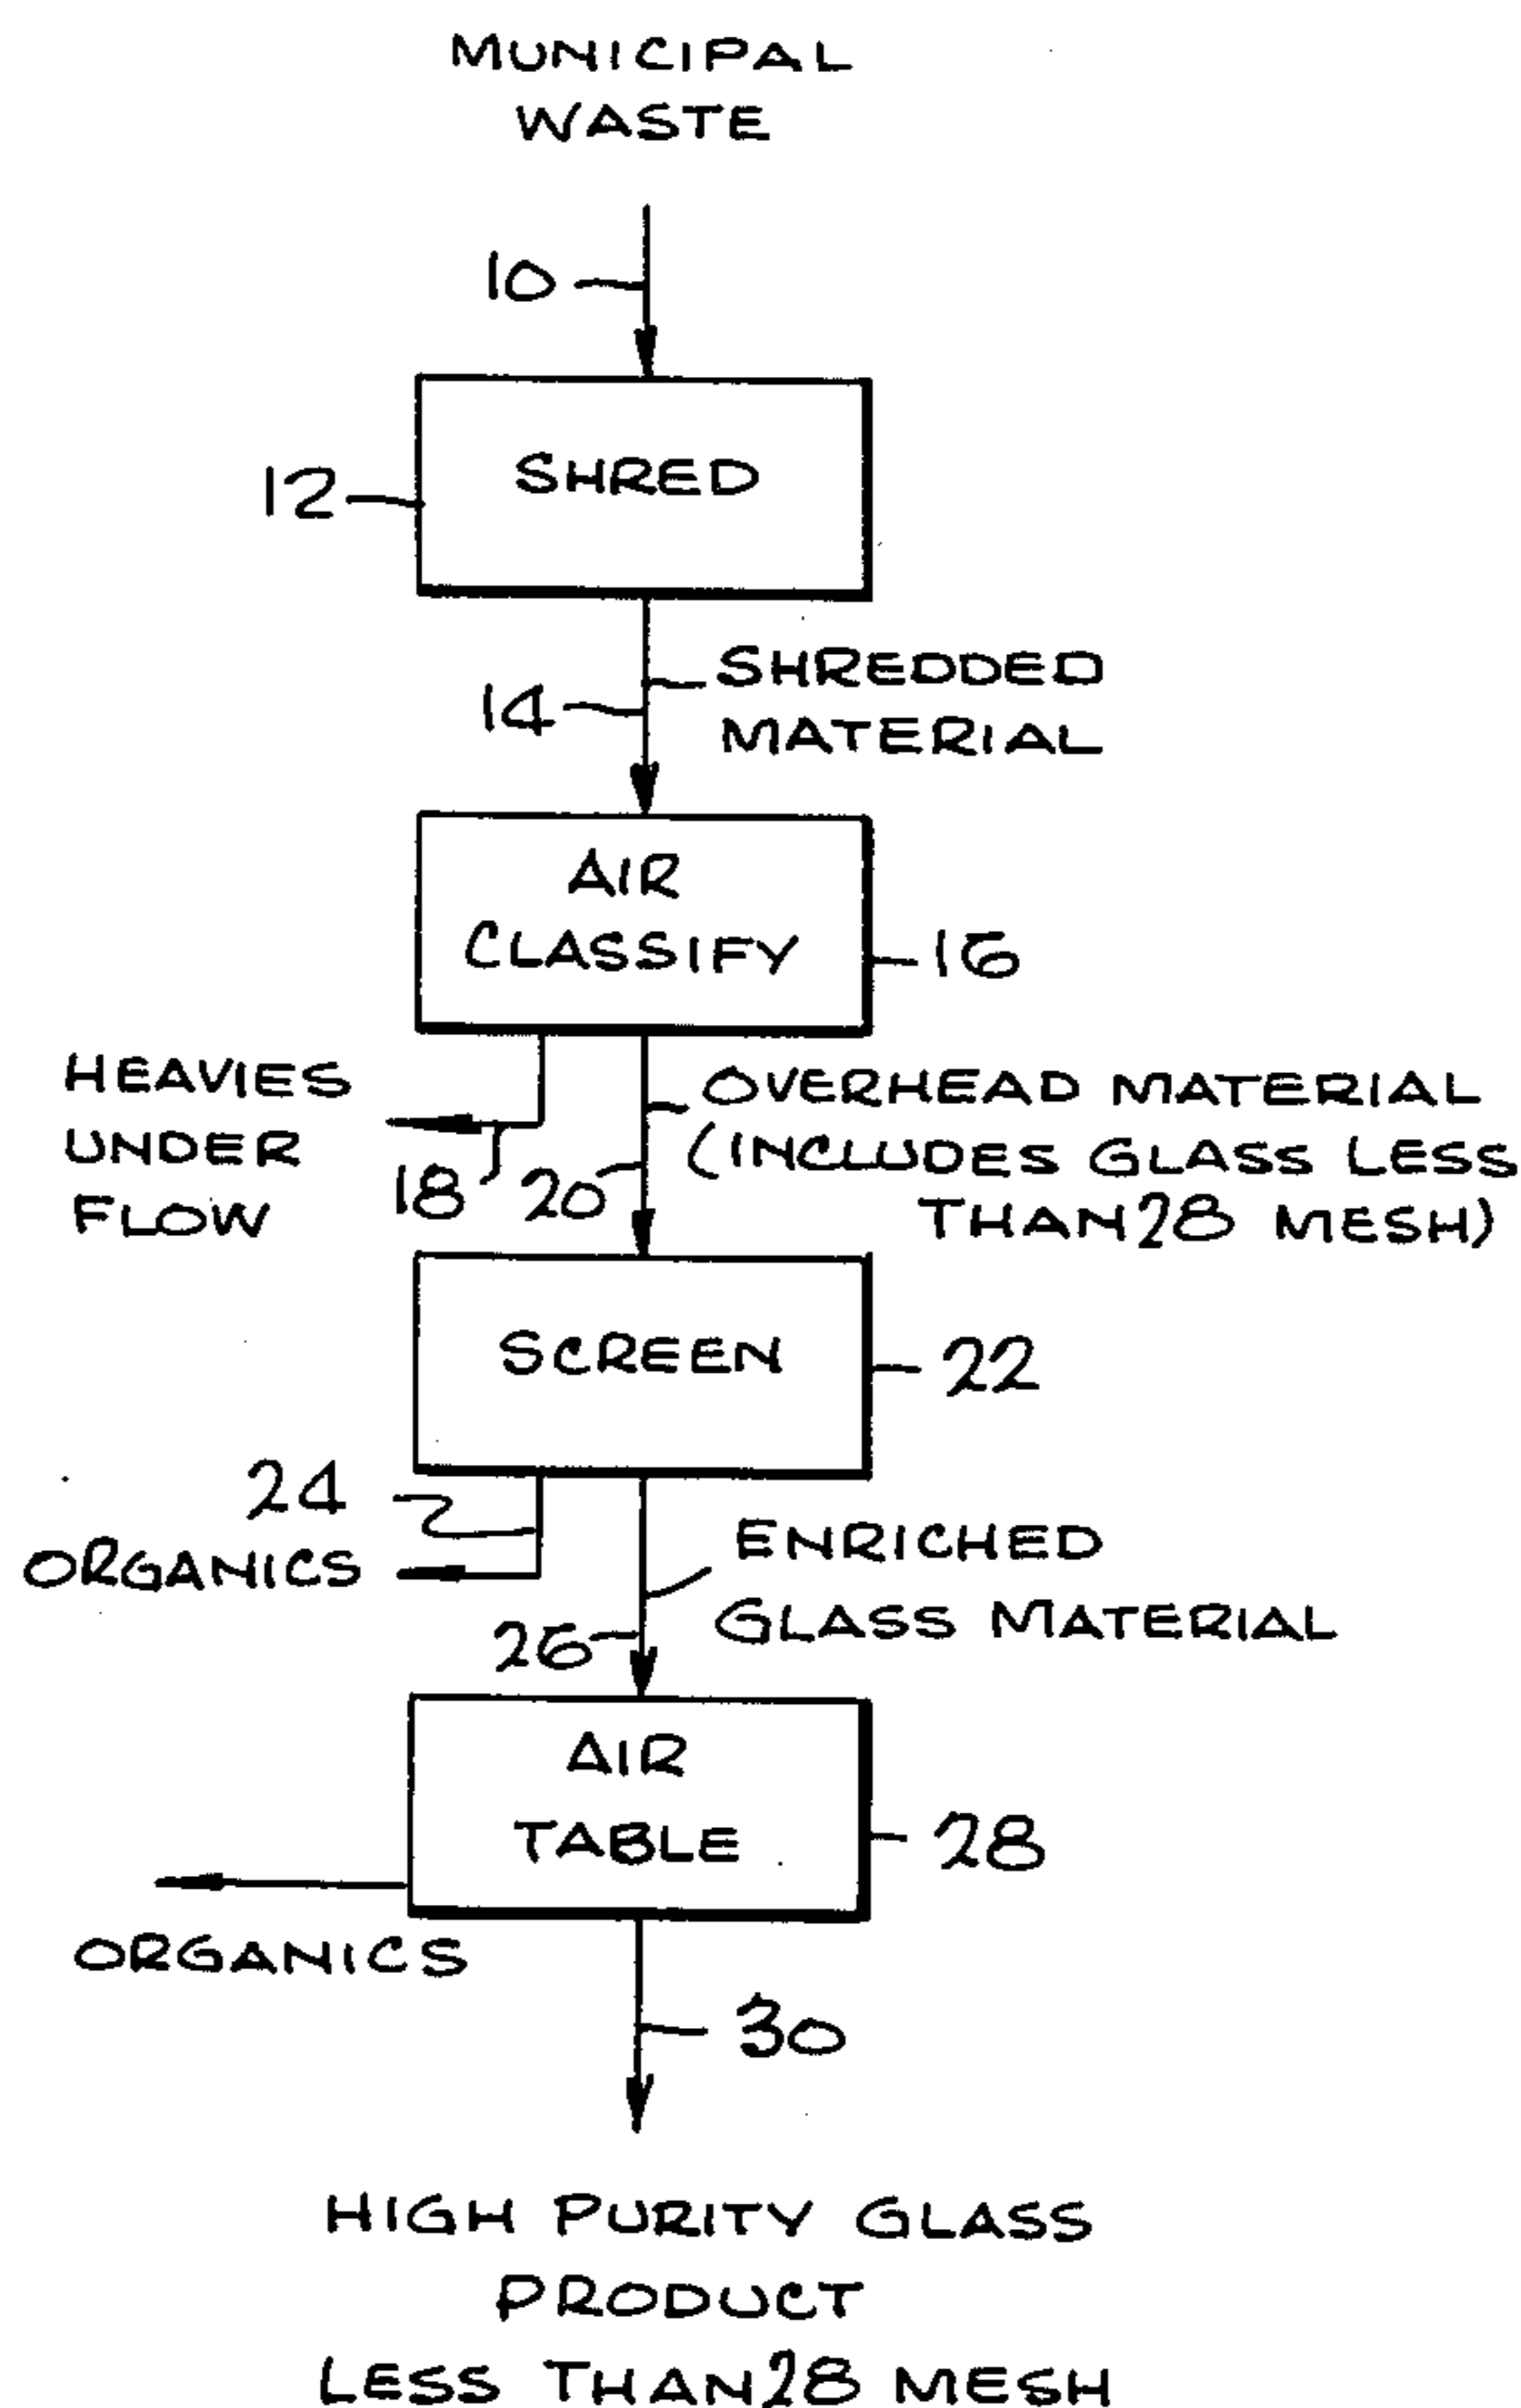 MUNICIPAL
WASTE
10
SHRED
12
SHREDDED
14
MATERIAL
AIR
CLASSIFY
16
HEAVIES
UNDER
FLOW
18
20
OVERHEAD MATERIAL
(INCLUDES GLASS LESS
THAN 28 MESH)
SCREEN
22
24
ORGANICS
ENRICHED
GLASS MATERIAL
26
AIR
TABLE
28
ORGANICS
30
HIGH PURITY GLASS
PRODUCT
LESS THAN 28 MESH